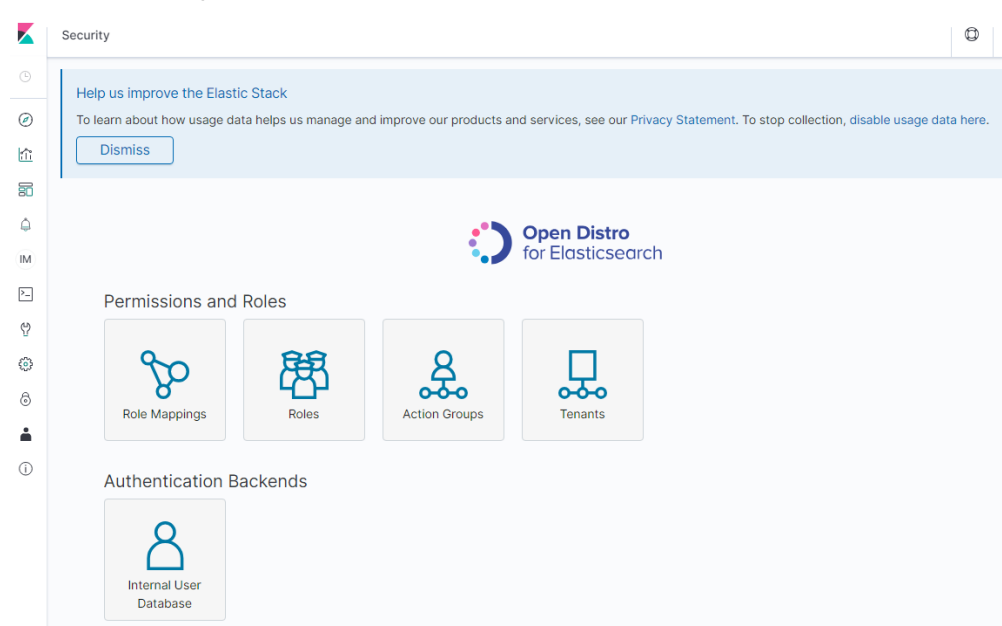 Security
Help us improve the Elastic Stack
To learn about how usage data helps us manage and improve our products and services, see our Privacy Statement. To stop collection, disable usage data here.
Dismiss
Open Distro
for Elasticsearch
IM
Permissions and Roles
Role Mappings
Roles
Action Groups
Tenants
Authentication Backends
Internal User
Database